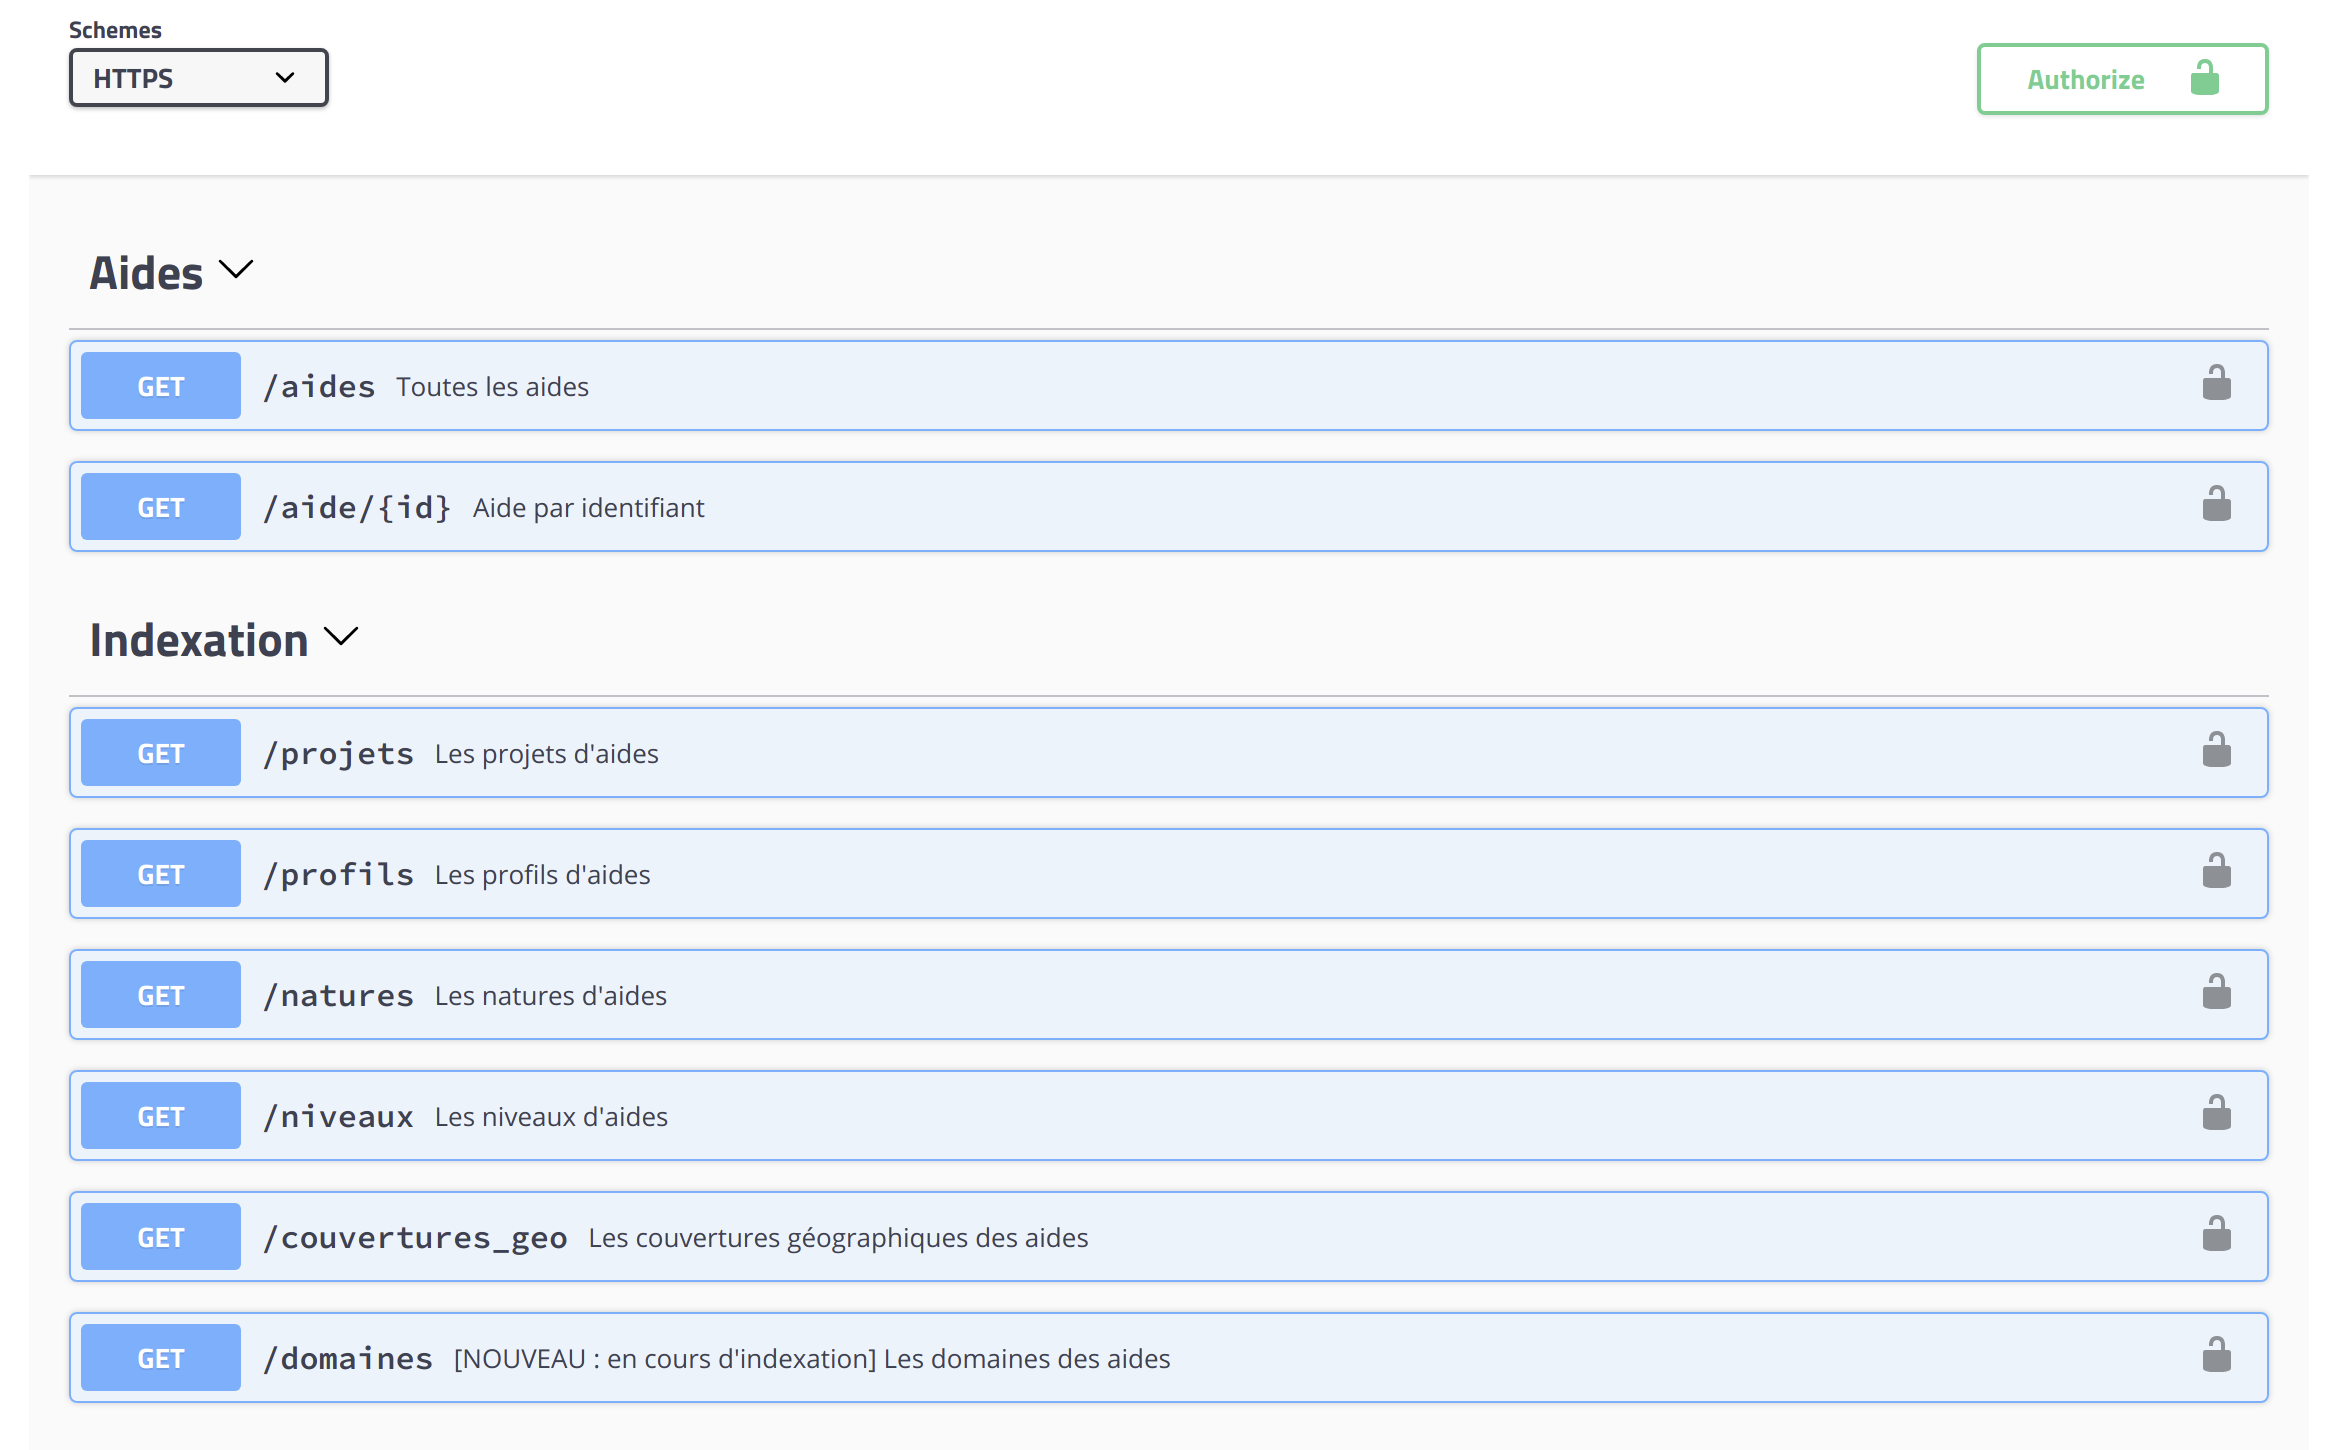 Schemes
HTTPS
Authorize
Aides
GET /aides Toutes les aides
GET /aide/{id} Aide par identifiant
Indexation
GET /projets Les projets d'aides
GET /profils Les profils d'aides
GET /natures Les natures d'aides
GET /niveaux Les niveaux d'aides
GET /couvertures_geo Les couvertures géographiques des aides
GET /domaines [NOUVEAU : en cours d'indexation] Les domaines des aides